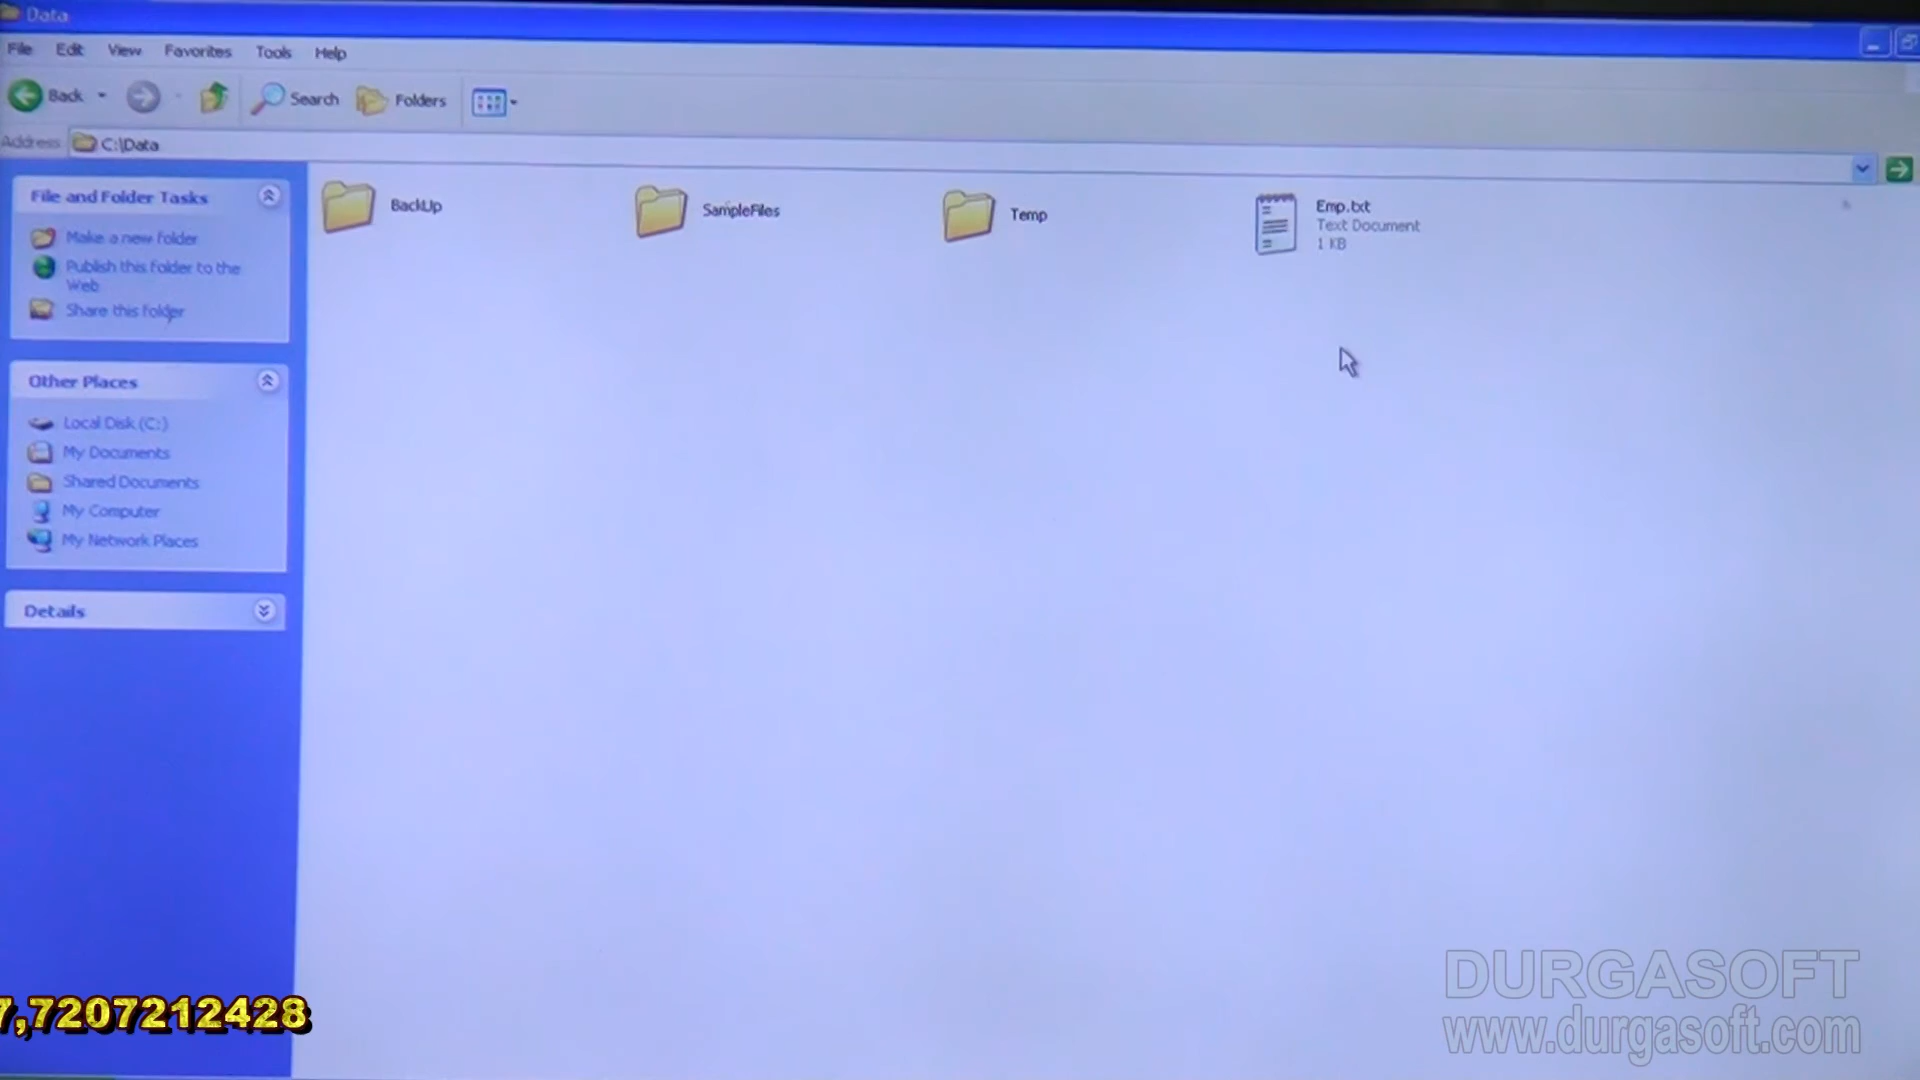 Data
File Edit View Favorites Tools Help
Back Search Folders
Address C:\Data
File and Folder Tasks
Make a new folder
Publish this folder to the
Web
Share this folder
Other Places
Local Disk (C:)
My Documents
Shared Documents
My Computer
My Network Places
Details
BackUp
SampleFiles
Temp
Emp.txt
Text Document
1 KB
7,7207212428
DURGASOFT
www.durgasoft.com